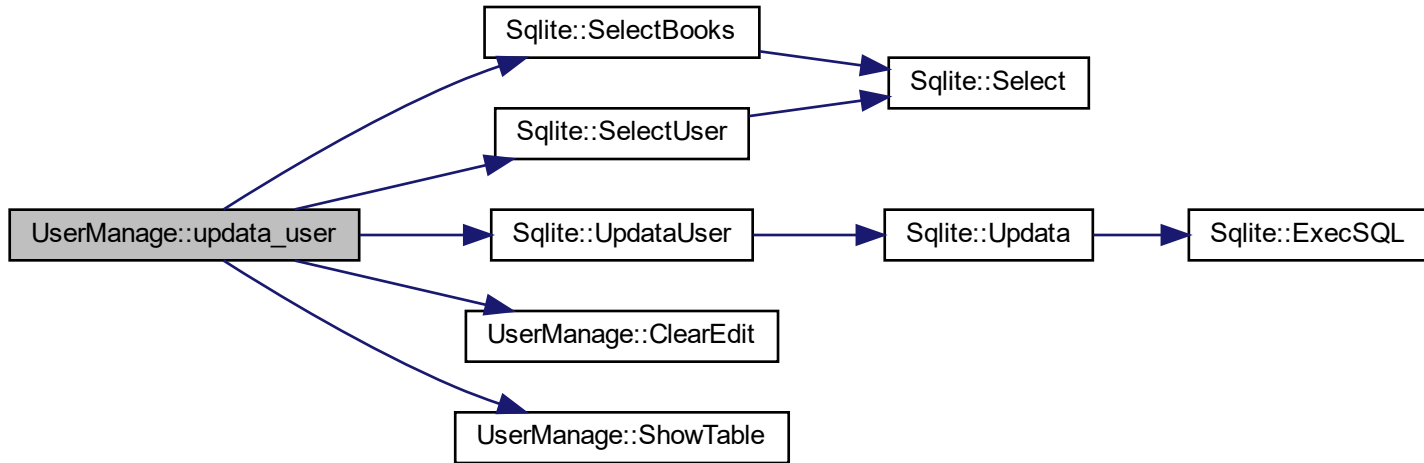 Sqlite::SelectBooks
Sqlite::Select
Sqlite::SelectUser
UserManage::updata_user
Sqlite::UpdataUser
Sqlite::Updata
Sqlite::ExecSQL
UserManage::ClearEdit
UserManage::ShowTable